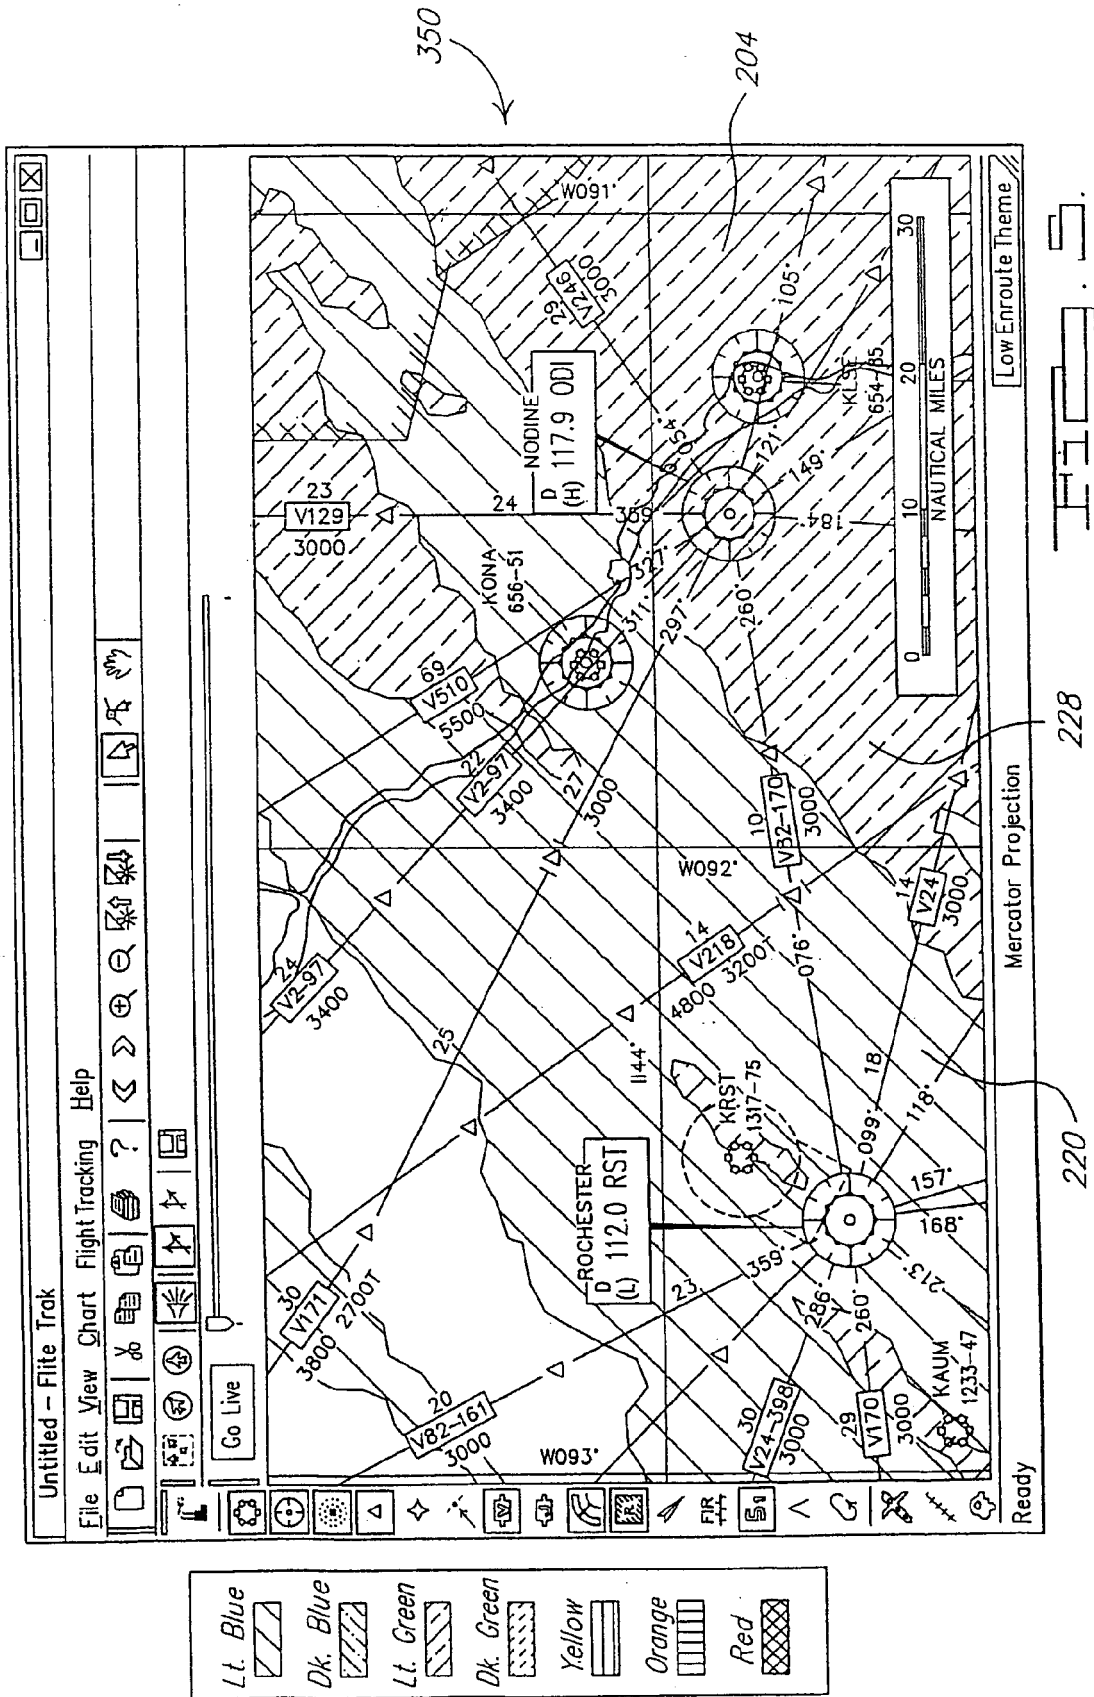 Untitled – Flite Trak
File Edit View Chart Flight Tracking Help
?
Go Live
FIR
V171
30
3800
2700T
V82–161
20
3000
W093°
25
24
V2–97
3400
22
V2–97
3400
27
3000
69
V510
5500
KONA
656–51
23
V129
3000
24
NODINE
D
(H)
117.9 ODI
29
V246
3000
W091°
359
054°
327°
311°
297°
260°
184°
149°
121°
105°
KLSE
654–85
ROCHESTER
D
(L)
112.0 RST
KRST
1317–75
1144°
14
V218
4800
3200T
W092°
10
V32–170
3000
076°
14
V24
3000
18
099°
118°
157°
168°
213°
260°
286°
359°
23
30
V24–398
3000
29
V170
3000
KAUM
1233–47
0 10 20 30
NAUTICAL MILES
Ready
Mercator Projection
Low Enroute Theme
Lt. Blue
Dk. Blue
Lt. Green
Dk. Green
Yellow
Orange
Red
350
204
228
220
FIG. 9.